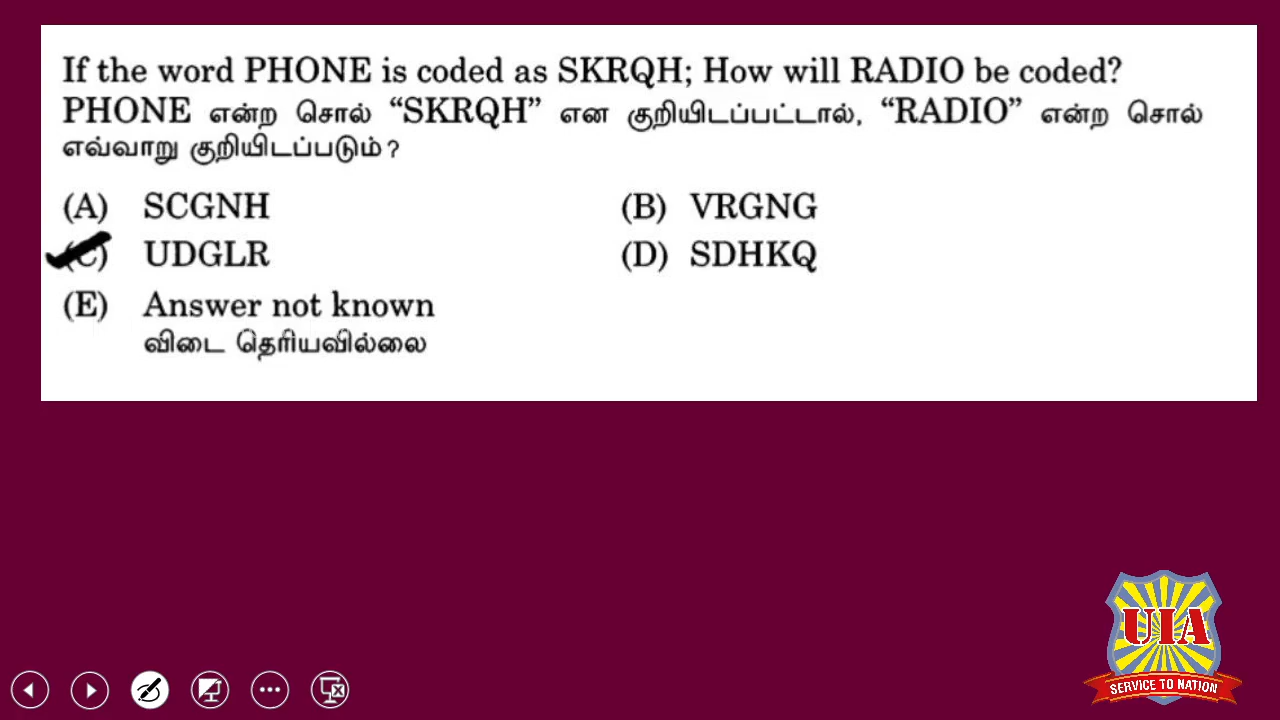 If the word PHONE is coded as SKRQH; How will RADIO be coded?
PHONE என்ற சொல் “SKRQH” என குறியிடப்பட்டால், “RADIO” என்ற சொல்
எவ்வாறு குறியிடப்படும் ?
(A) SCGNH (B) VRGNG
(C) UDGLR (D) SDHKQ
(E) Answer not known
விடை தெரியவில்லை
UIA
SERVICE TO NATION